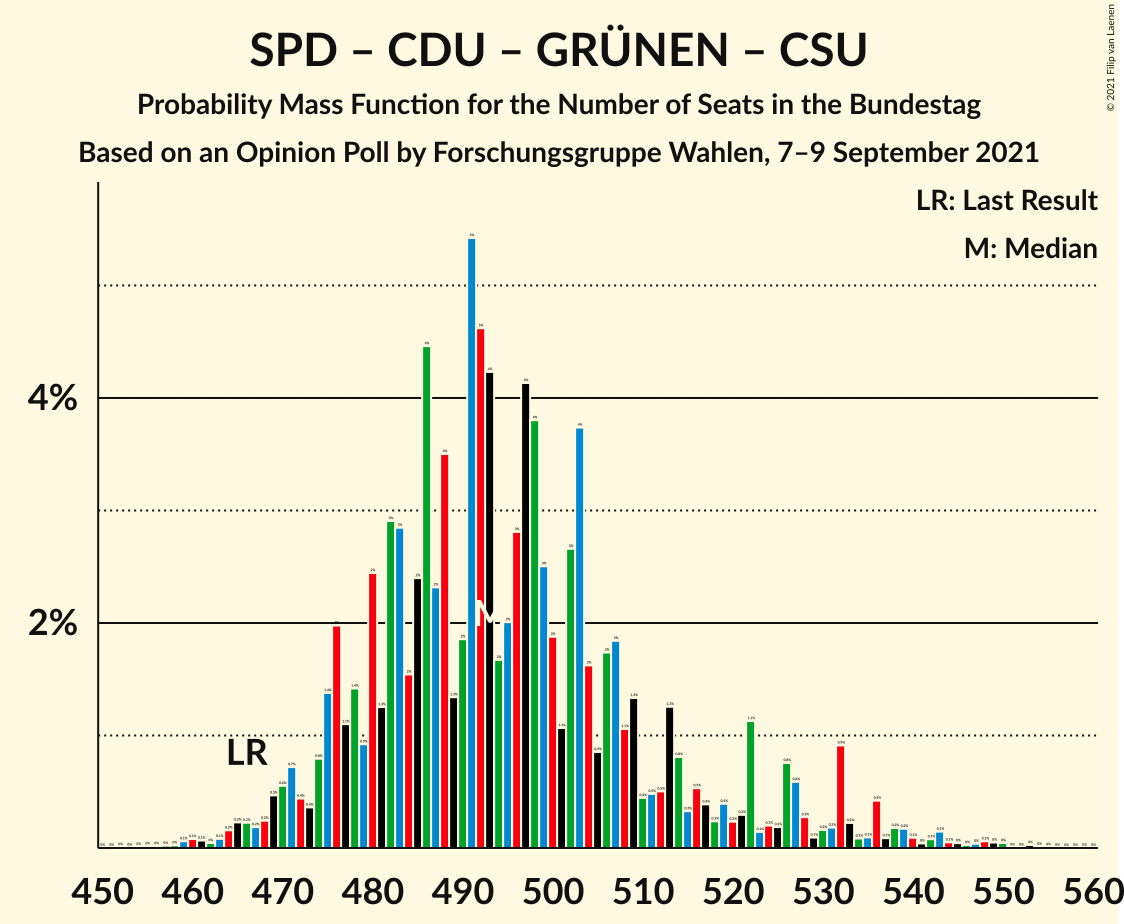 SPD – CDU – GRÜNEN – CSU
Probability Mass Function for the Number of Seats in the Bundestag
Based on an Opinion Poll by Forschungsgruppe Wahlen, 7–9 September 2021
© 2021 Filip van Laenen
LR: Last Result
M: Median
4%
2%
LR
M
450 460 470 480 490 500 510 520 530 540 550 560